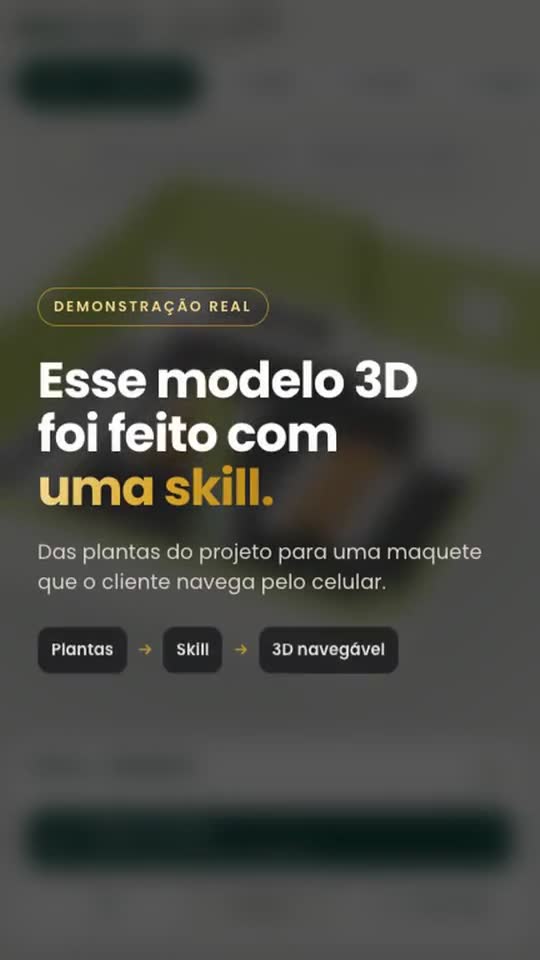 DEMONSTRAÇÃO REAL
Esse modelo 3D
foi feito com
uma skill.
Das plantas do projeto para uma maquete
que o cliente navega pelo celular.
Plantas → Skill → 3D navegável